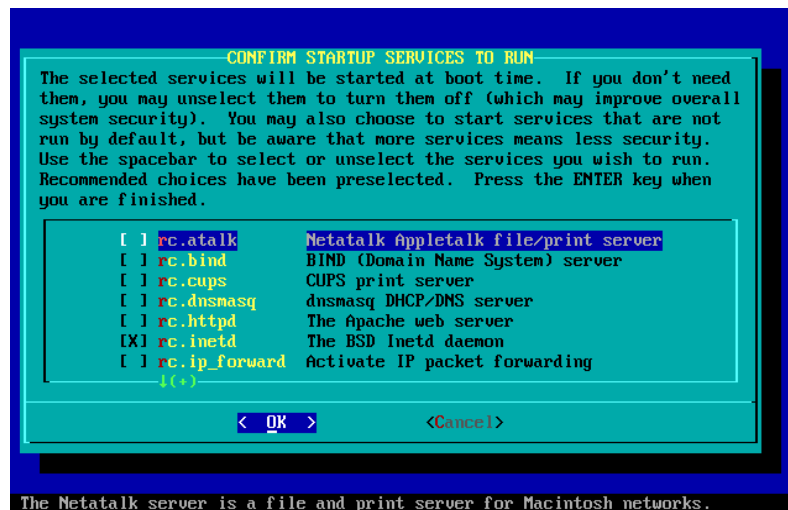 CONFIRM STARTUP SERVICES TO RUN
The selected services will be started at boot time.  If you don't need
them, you may unselect them to turn them off (which may improve overall
system security).  You may also choose to start services that are not
run by default, but be aware that more services means less security.
Use the spacebar to select or unselect the services you wish to run.
Recommended choices have been preselected.  Press the ENTER key when
you are finished.
[ ] rc.atalk Netatalk Appletalk file/print server
[ ] rc.bind BIND (Domain Name System) server
[ ] rc.cups CUPS print server
[ ] rc.dnsmasq dnsmasq DHCP/DNS server
[ ] rc.httpd The Apache web server
[X] rc.inetd The BSD Inetd daemon
[ ] rc.ip_forward Activate IP packet forwarding
↓(+)
< OK > <Cancel>
The Netatalk server is a file and print server for Macintosh networks.